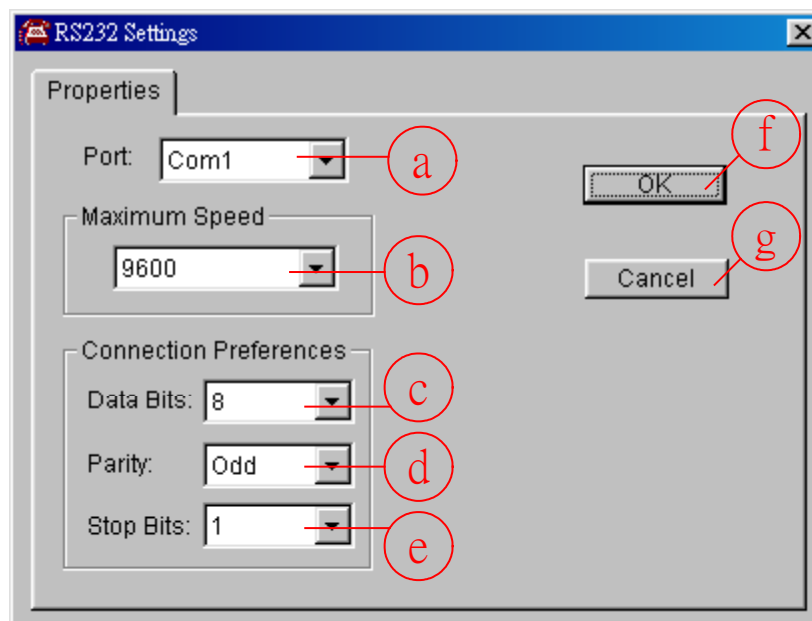 RS232 Settings
Properties
Port: Com1 a
f
OK
Maximum Speed
9600 b
g
Cancel
Connection Preferences
Data Bits: 8 c
Parity: Odd d
Stop Bits: 1 e